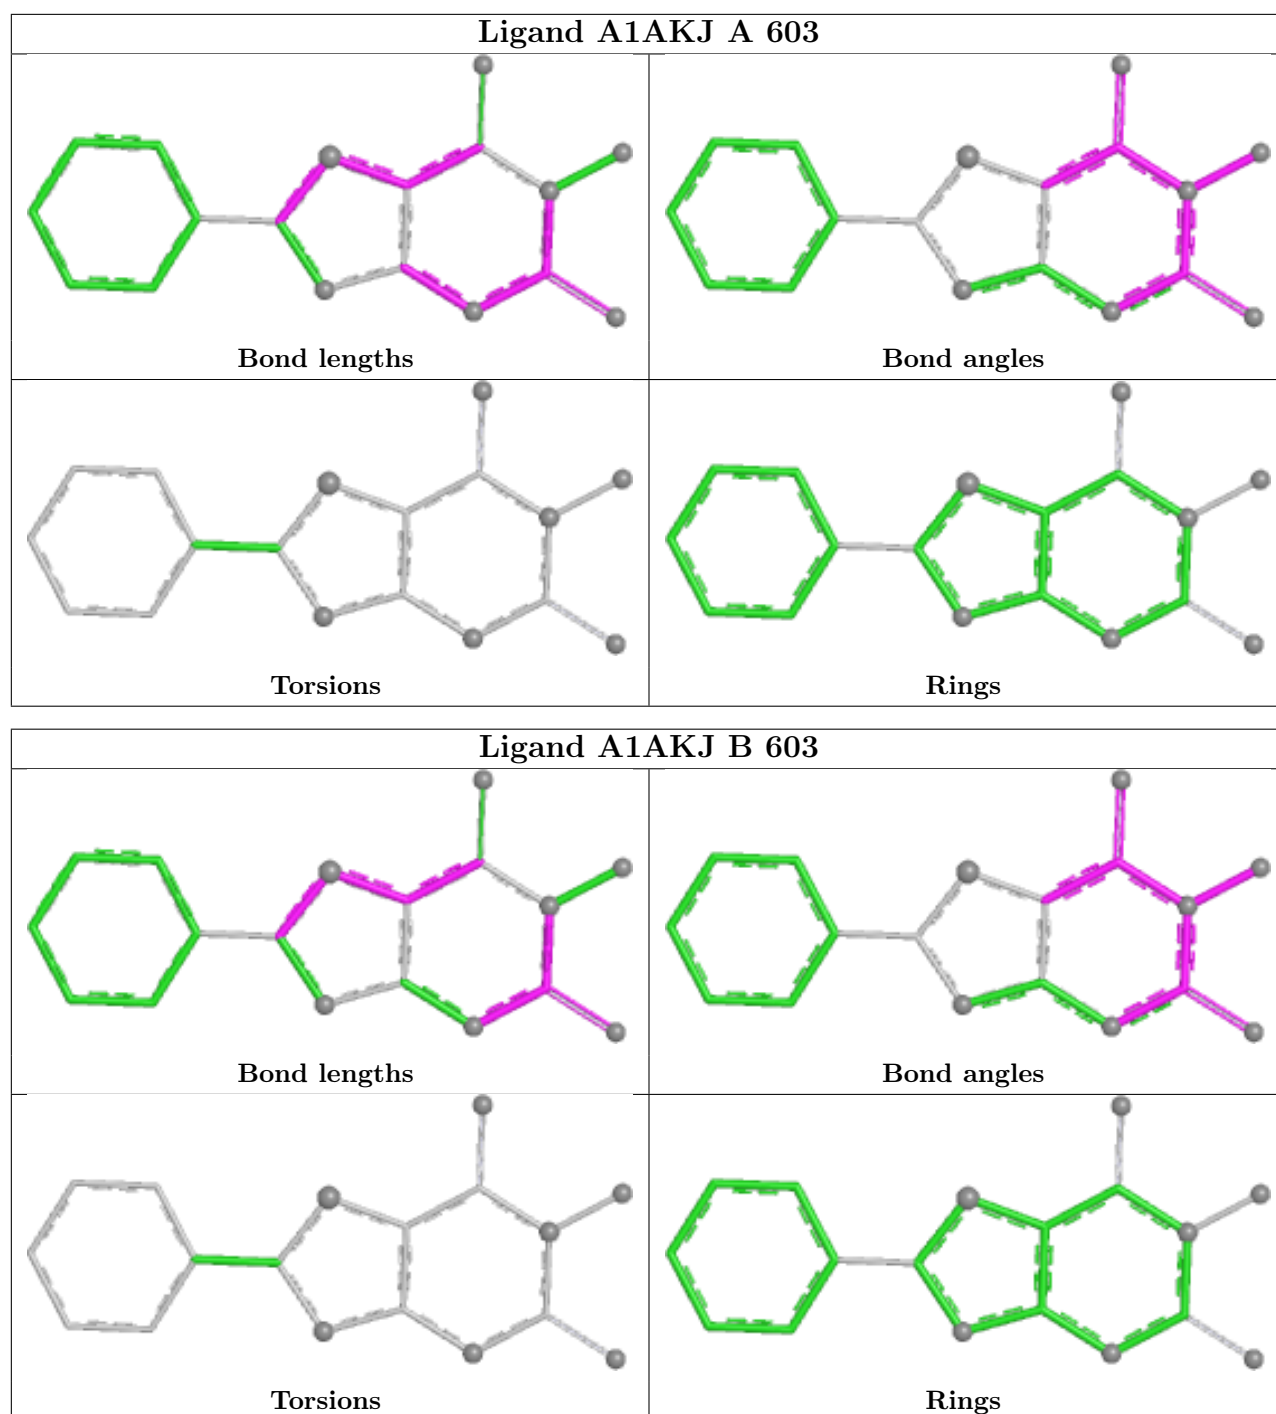 Ligand A1AKJ A 603
Bond lengths
Bond angles
Torsions
Rings
Ligand A1AKJ B 603
Bond lengths
Bond angles
Torsions
Rings